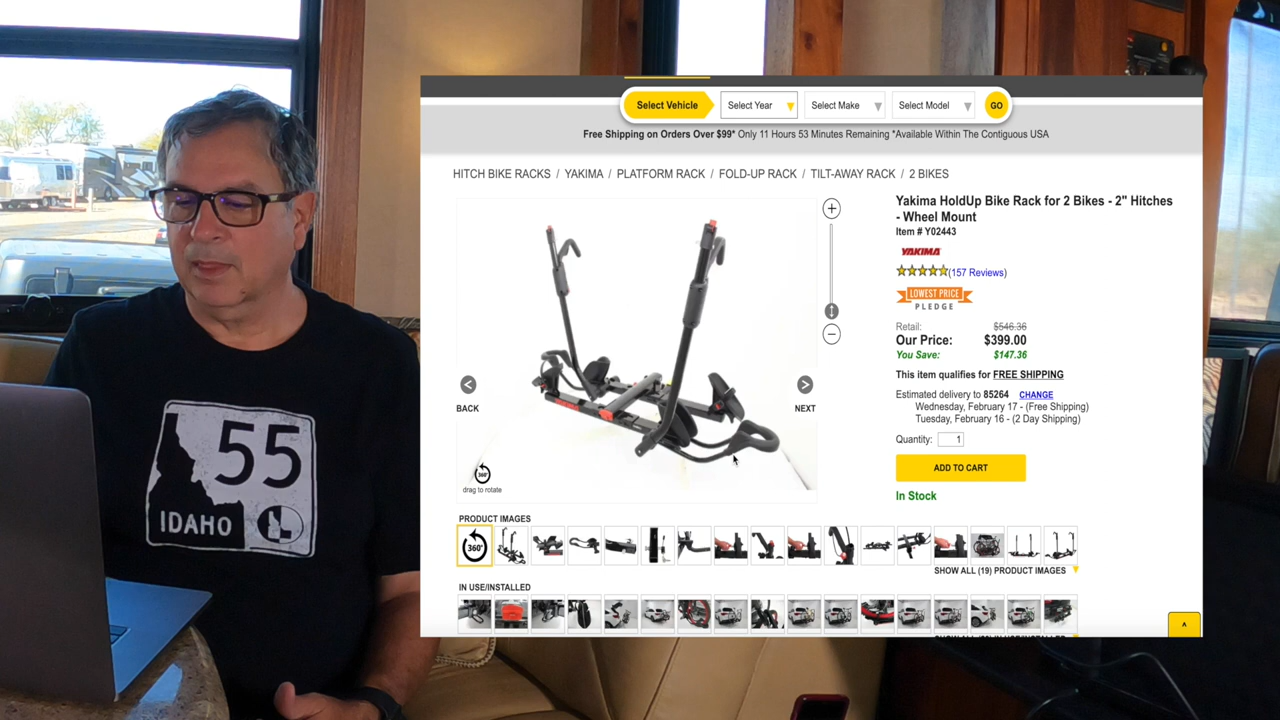 Select Vehicle
Select Year
Select Make
Select Model
GO
Free Shipping on Orders Over $99* Only 11 Hours 53 Minutes Remaining *Available Within The Contiguous USA
HITCH BIKE RACKS / YAKIMA / PLATFORM RACK / FOLD-UP RACK / TILT-AWAY RACK / 2 BIKES
Yakima HoldUp Bike Rack for 2 Bikes - 2" Hitches
- Wheel Mount
Item # Y02443
YAKIMA
(157 Reviews)
LOWEST PRICE
PLEDGE
Retail: $546.36
Our Price: $399.00
You Save: $147.36
This item qualifies for FREE SHIPPING
Estimated delivery to 85264 CHANGE
Wednesday, February 17 - (Free Shipping)
Tuesday, February 16 - (2 Day Shipping)
Quantity: 1
ADD TO CART
In Stock
BACK
NEXT
360°
drag to rotate
PRODUCT IMAGES
360°
SHOW ALL (19) PRODUCT IMAGES
IN USE/INSTALLED
55
IDAHO